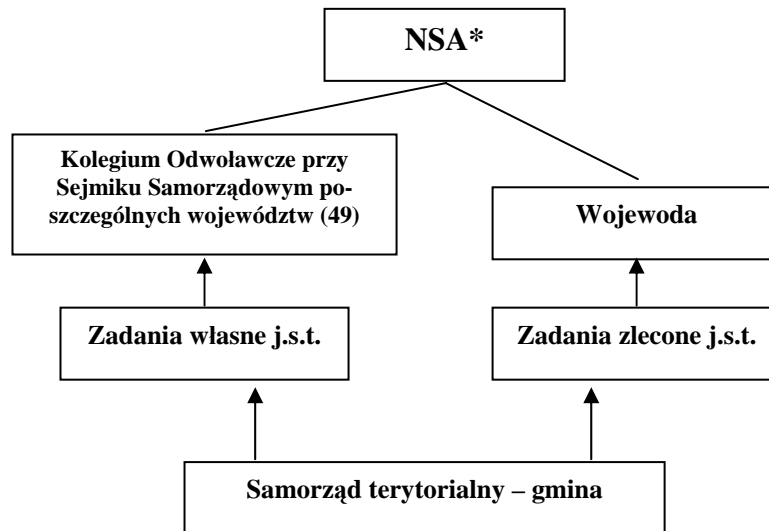 NSA*
Kolegium Odwoławcze przy
Sejmiku Samorządowym po-
szczególnych województw (49)
Wojewoda
Zadania własne j.s.t.
Zadania zlecone j.s.t.
Samorząd terytorialny – gmina